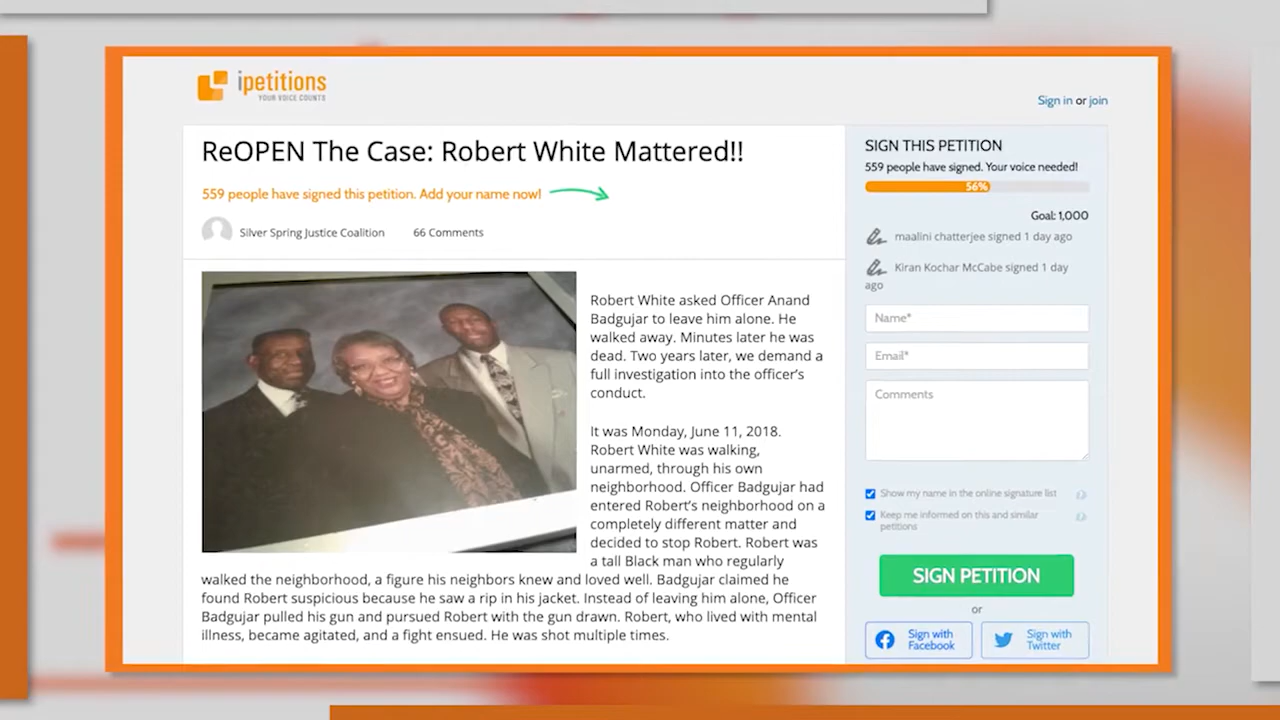 ipetitions
YOUR VOICE COUNTS
Sign in or join
ReOPEN The Case: Robert White Mattered!!
559 people have signed this petition. Add your name now!
Silver Spring Justice Coalition 66 Comments
Robert White asked Officer Anand
Badgujar to leave him alone. He
walked away. Minutes later he was
dead. Two years later, we demand a
full investigation into the officer's
conduct.
It was Monday, June 11, 2018.
Robert White was walking,
unarmed, through his own
neighborhood. Officer Badgujar had
entered Robert's neighborhood on a
completely different matter and
decided to stop Robert. Robert was
a tall Black man who regularly
walked the neighborhood, a figure his neighbors knew and loved well. Badgujar claimed he
found Robert suspicious because he saw a rip in his jacket. Instead of leaving him alone, Officer
Badgujar pulled his gun and pursued Robert with the gun drawn. Robert, who lived with mental
illness, became agitated, and a fight ensued. He was shot multiple times.
SIGN THIS PETITION
559 people have signed. Your voice needed!
56%
Goal: 1,000
maalini chatterjee signed 1 day ago
Kiran Kochar McCabe signed 1 day
ago
Name*
Email*
Comments
Show my name in the online signature list
Keep me informed on this and similar
petitions
SIGN PETITION
or
Sign with
Facebook
Sign with
Twitter